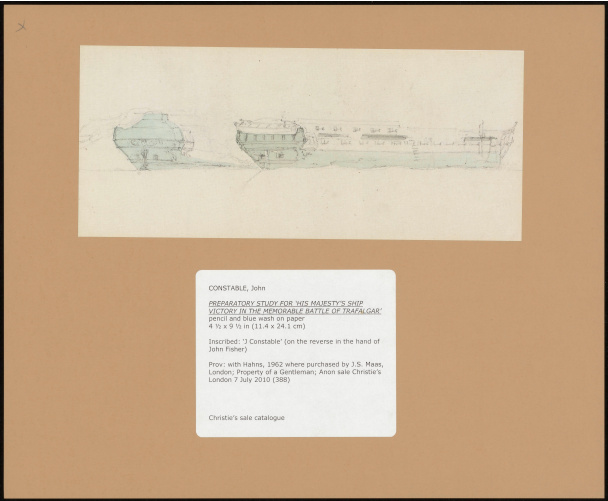 CONSTABLE, John
PREPARATORY STUDY FOR 'HIS MAJESTY'S SHIP
VICTORY IN THE MEMORABLE BATTLE OF TRAFALGAR'
pencil and blue wash on paper
4 ½ x 9 ½ in (11.4 x 24.1 cm)
Inscribed: 'J Constable' (on the reverse in the hand of
John Fisher)
Prov: with Hahns, 1962 where purchased by J.S. Maas,
London; Property of a Gentleman; Anon sale Christie's
London 7 July 2010 (388)
Christie's sale catalogue